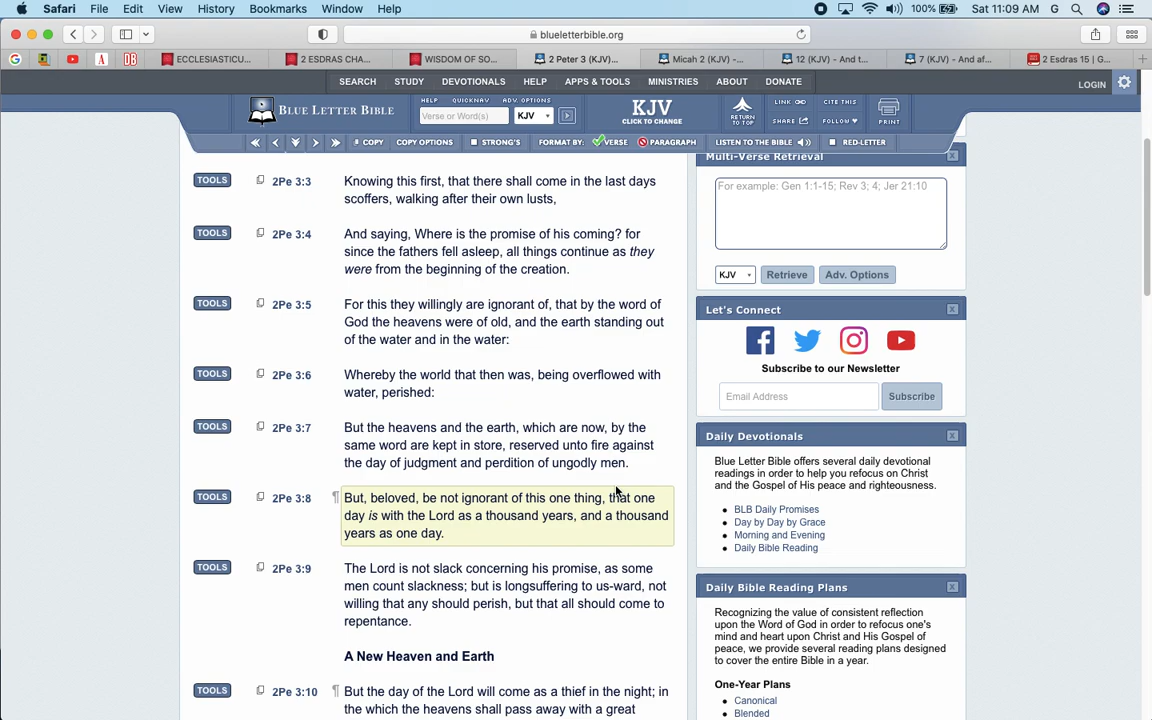 Safari File Edit View History Bookmarks Window Help 100% Sat 11:09 AM G
blueletterbible.org
ECCLESIASTICU... 2 ESDRAS CHA... WISDOM OF SO... 2 Peter 3 (KJV)... Micah 2 (KJV) -... 12 (KJV) - And t... 7 (KJV) - And af... 2 Esdras 15 | G...
SEARCH STUDY DEVOTIONALS HELP APPS & TOOLS MINISTRIES ABOUT DONATE LOGIN
BLUE LETTER BIBLE
HELP QUICKNAV ADV. OPTIONS
Verse or Word(s) KJV
KJV
CLICK TO CHANGE
RETURN
TO TOP
LINK CITE THIS
SHARE FOLLOW PRINT
COPY COPY OPTIONS STRONG'S FORMAT BY: VERSE PARAGRAPH LISTEN TO THE BIBLE RED-LETTER
TOOLS 2Pe 3:3 Knowing this first, that there shall come in the last days
scoffers, walking after their own lusts,
TOOLS 2Pe 3:4 And saying, Where is the promise of his coming? for
since the fathers fell asleep, all things continue as they
were from the beginning of the creation.
TOOLS 2Pe 3:5 For this they willingly are ignorant of, that by the word of
God the heavens were of old, and the earth standing out
of the water and in the water:
TOOLS 2Pe 3:6 Whereby the world that then was, being overflowed with
water, perished:
TOOLS 2Pe 3:7 But the heavens and the earth, which are now, by the
same word are kept in store, reserved unto fire against
the day of judgment and perdition of ungodly men.
TOOLS 2Pe 3:8 ¶ But, beloved, be not ignorant of this one thing, that one
day is with the Lord as a thousand years, and a thousand
years as one day.
TOOLS 2Pe 3:9 The Lord is not slack concerning his promise, as some
men count slackness; but is longsuffering to us-ward, not
willing that any should perish, but that all should come to
repentance.
A New Heaven and Earth
TOOLS 2Pe 3:10 ¶ But the day of the Lord will come as a thief in the night; in
the which the heavens shall pass away with a great
Multi-Verse Retrieval
For example: Gen 1:1-15; Rev 3; 4; Jer 21:10
KJV Retrieve Adv. Options
Let's Connect
Subscribe to our Newsletter
Email Address Subscribe
Daily Devotionals
Blue Letter Bible offers several daily devotional
readings in order to help you refocus on Christ
and the Gospel of His peace and righteousness.
BLB Daily Promises
Day by Day by Grace
Morning and Evening
Daily Bible Reading
Daily Bible Reading Plans
Recognizing the value of consistent reflection
upon the Word of God in order to refocus one's
mind and heart upon Christ and His Gospel of
peace, we provide several reading plans designed
to cover the entire Bible in a year.
One-Year Plans
Canonical
Blended